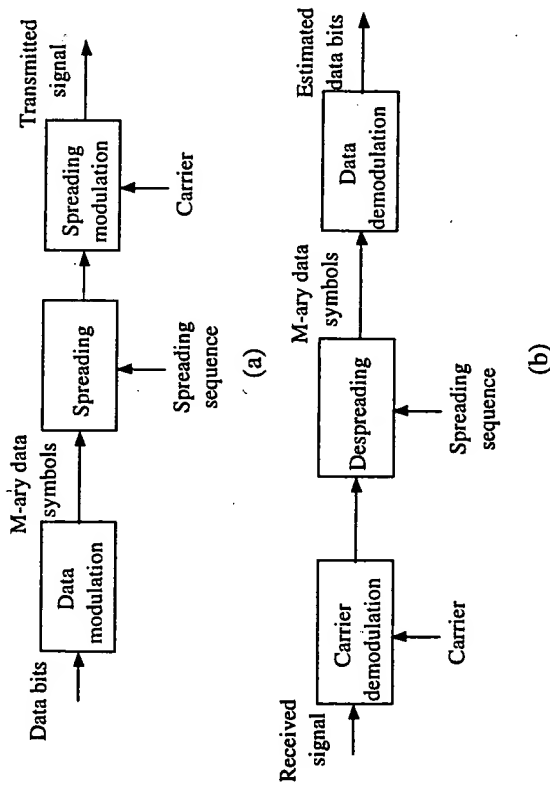 Data bits
Data
modulation
M-ary data
symbols
Spreading
Spreading
sequence
Spreading
modulation
Carrier
Transmitted
signal
(a)
Received
signal
Carrier
demodulation
Carrier
Despreading
Spreading
sequence
M-ary data
symbols
Data
demodulation
Estimated
data bits
(b)